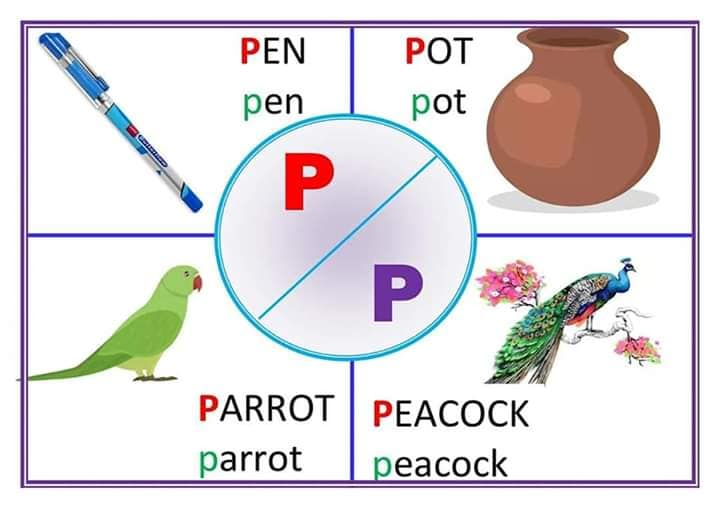 PEN
pen
POT
pot
P
P
PARROT
parrot
PEACOCK
peacock